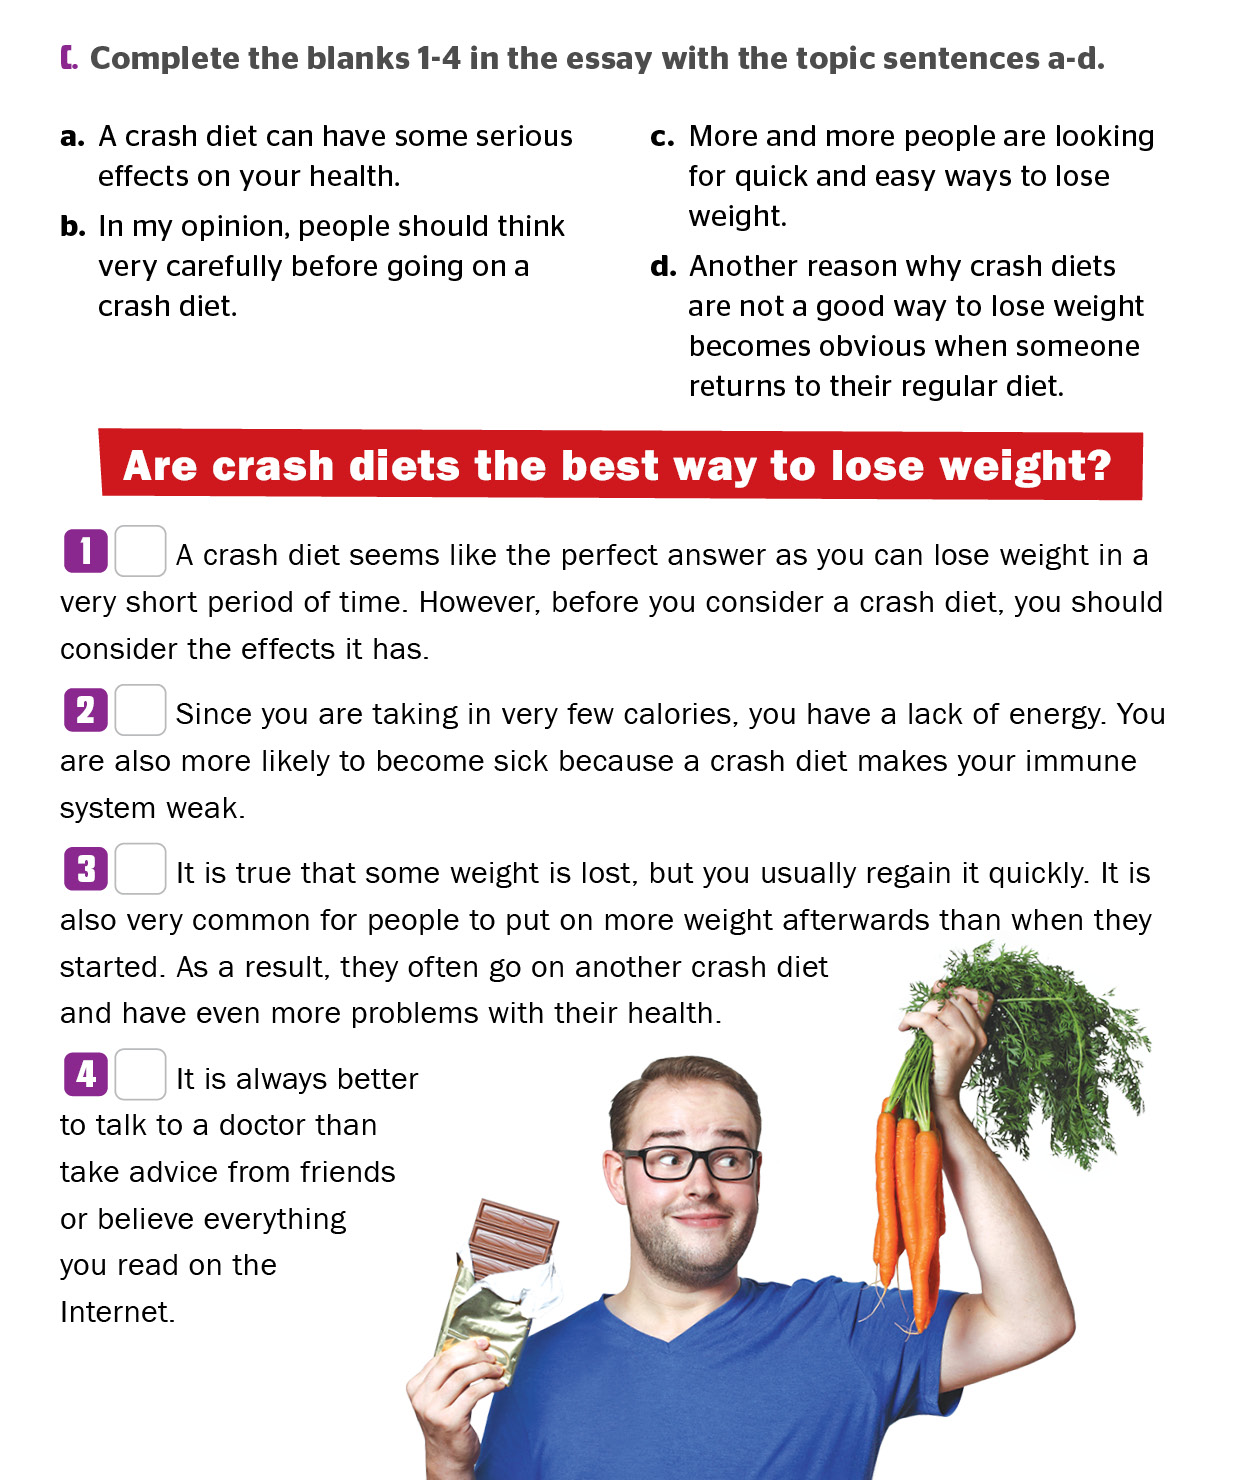 C. Complete the blanks 1-4 in the essay with the topic sentences a-d.
a. A crash diet can have some serious
effects on your health.
b. In my opinion, people should think
very carefully before going on a
crash diet.
c. More and more people are looking
for quick and easy ways to lose
weight.
d. Another reason why crash diets
are not a good way to lose weight
becomes obvious when someone
returns to their regular diet.
Are crash diets the best way to lose weight?
1 A crash diet seems like the perfect answer as you can lose weight in a
very short period of time. However, before you consider a crash diet, you should
consider the effects it has.
2 Since you are taking in very few calories, you have a lack of energy. You
are also more likely to become sick because a crash diet makes your immune
system weak.
3 It is true that some weight is lost, but you usually regain it quickly. It is
also very common for people to put on more weight afterwards than when they
started. As a result, they often go on another crash diet
and have even more problems with their health.
4 It is always better
to talk to a doctor than
take advice from friends
or believe everything
you read on the
Internet.